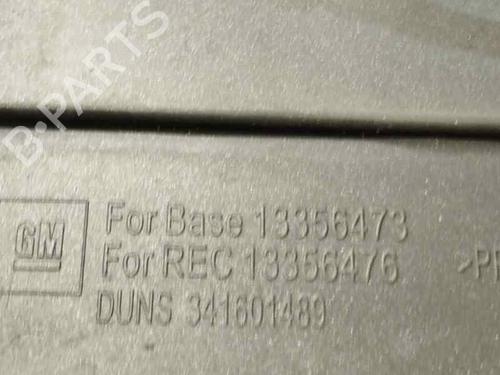 B-PARTS
GM
For Base 13356473
For REC 13356476
DUNS 341601489